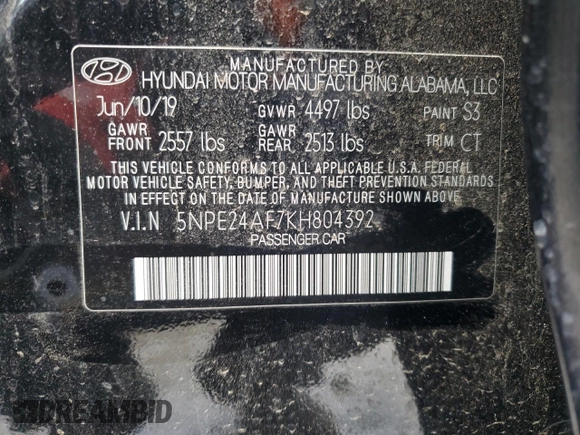 MANUFACTURED BY
HYUNDAI MOTOR MANUFACTURING ALABAMA, LLC
Jun/10/19 GVWR 4497 lbs PAINT S3
GAWR FRONT 2557 lbs GAWR REAR 2513 lbs TRIM CT
THIS VEHICLE CONFORMS TO ALL APPLICABLE U.S.A. FEDERAL
MOTOR VEHICLE SAFETY, BUMPER, AND THEFT PREVENTION STANDARDS
IN EFFECT ON THE DATE OF MANUFACTURE SHOWN ABOVE.
V.I.N 5NPE24AF7KH804392
PASSENGER CAR
DREAMBID